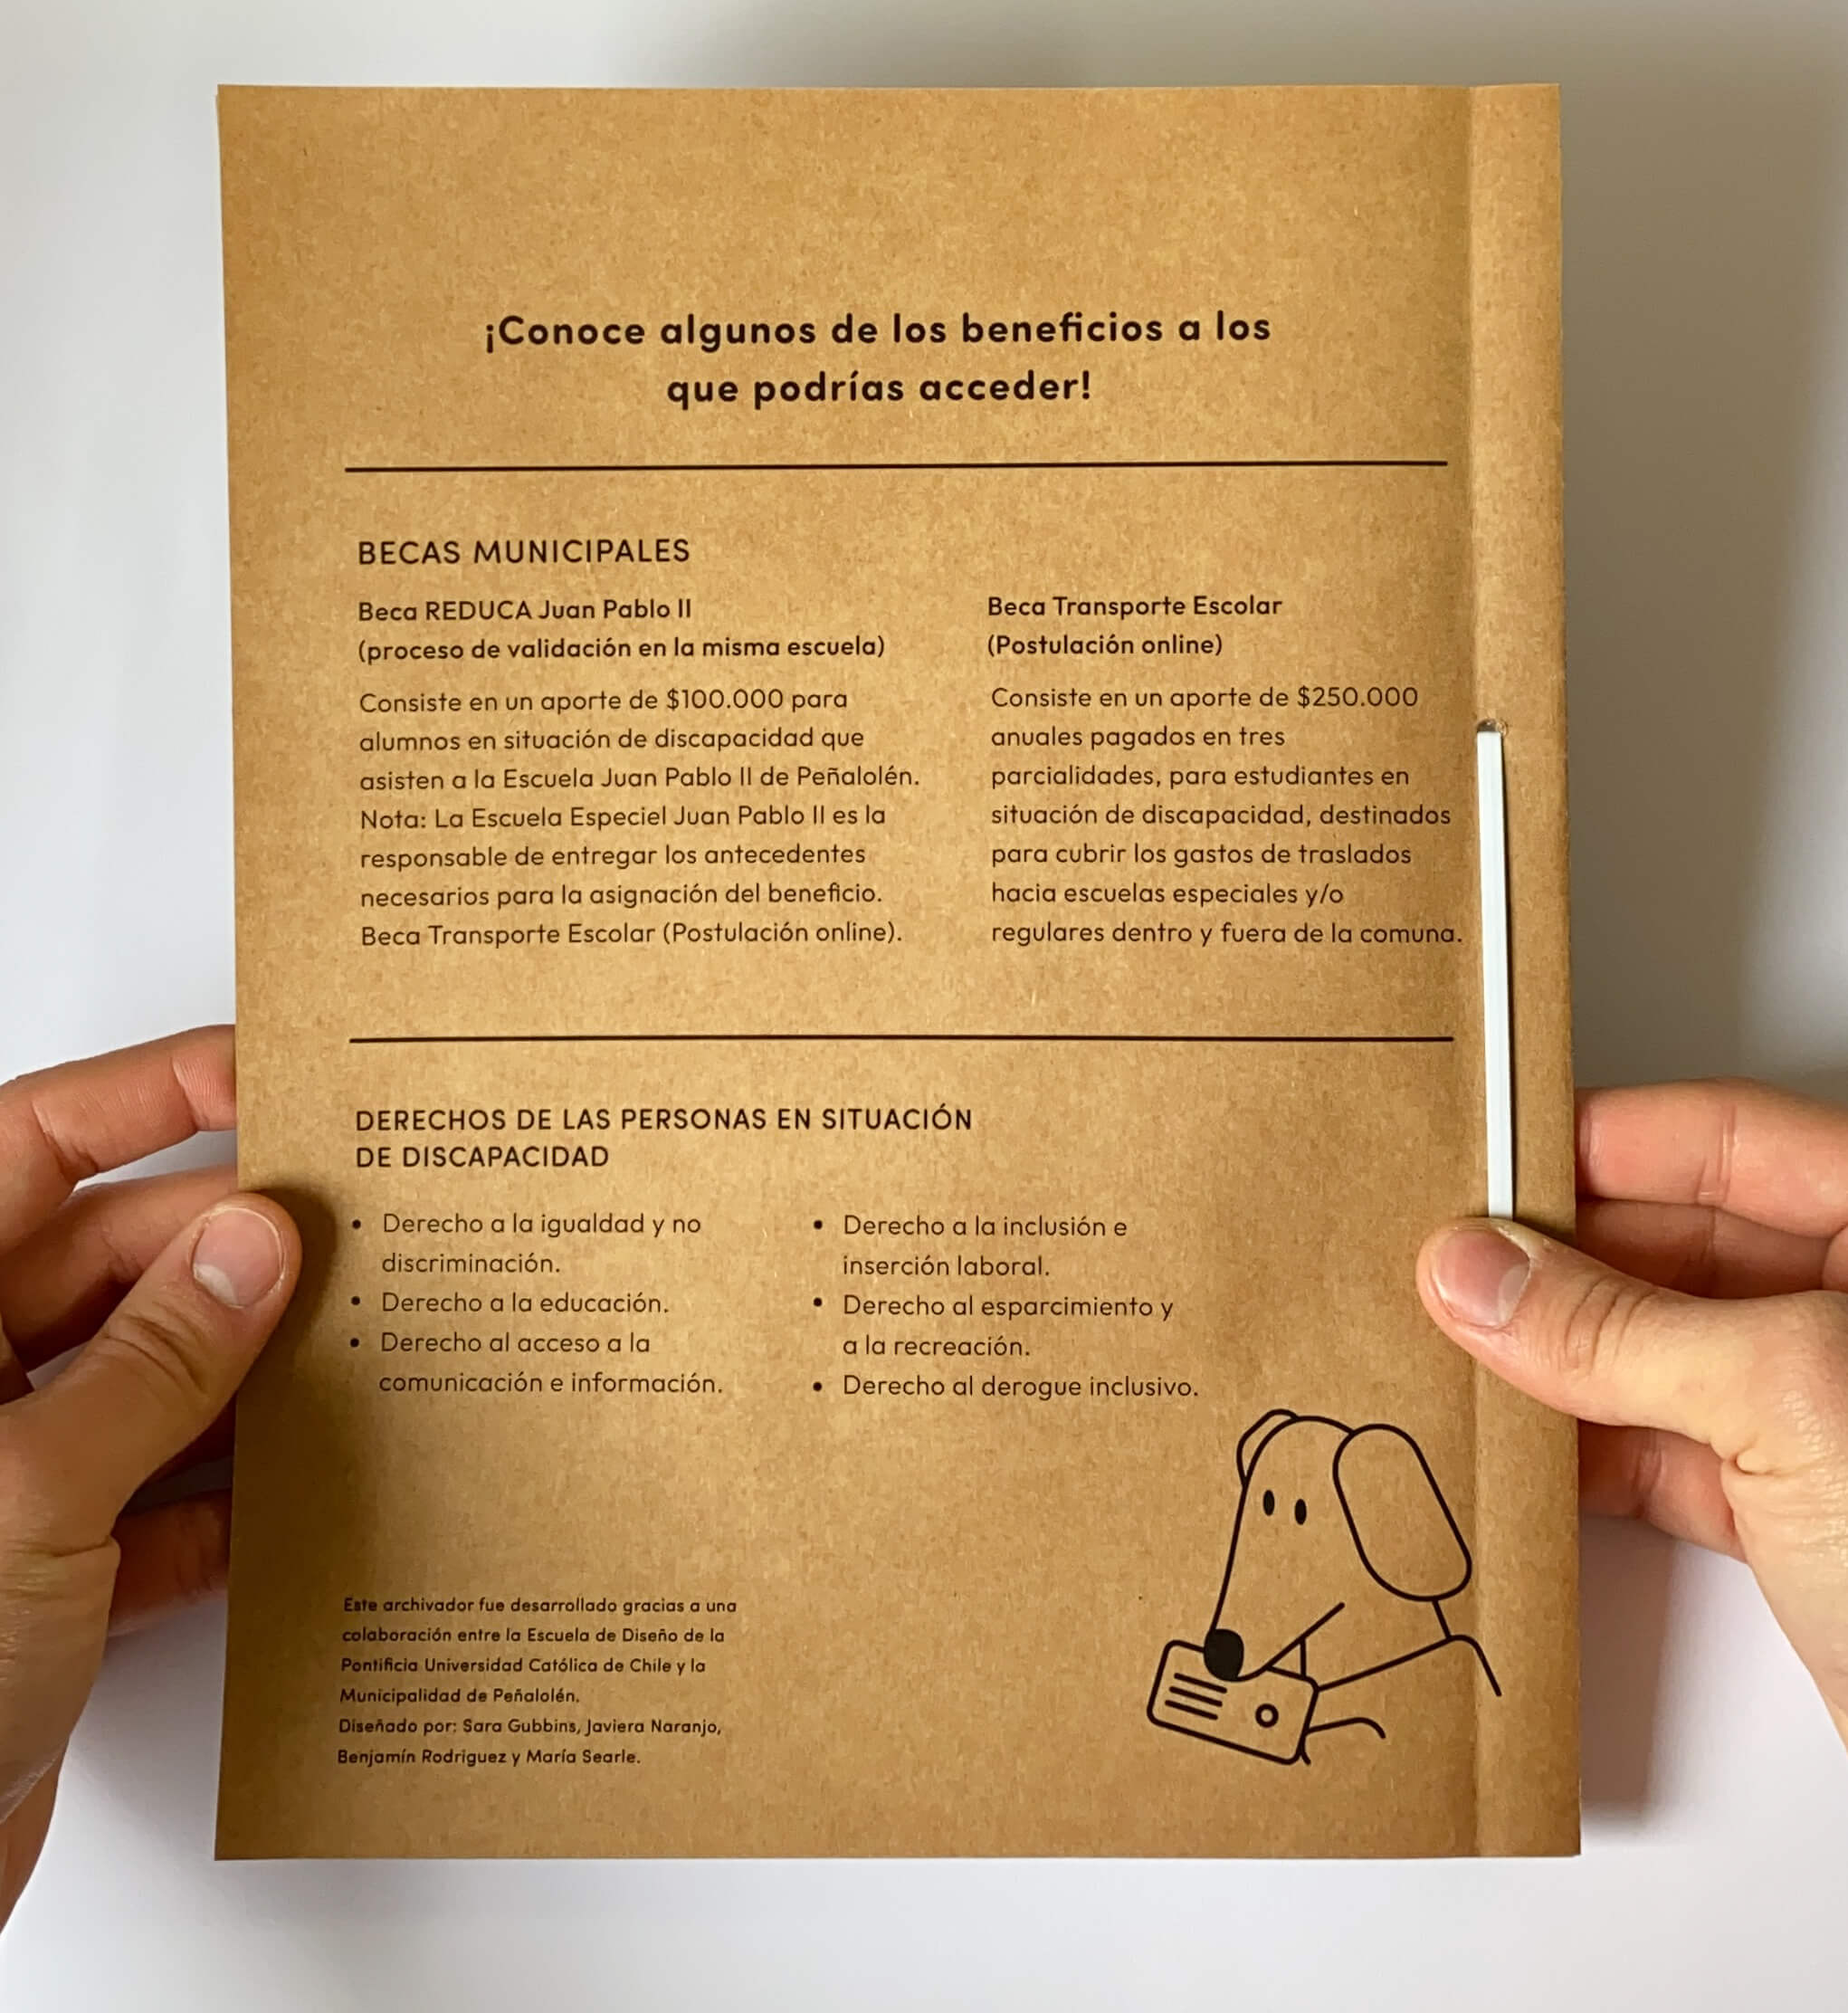 ¡Conoce algunos de los beneficios a los
que podrías acceder!
BECAS MUNICIPALES
Beca REDUCA Juan Pablo II
(proceso de validación en la misma escuela)
Consiste en un aporte de $100.000 para
alumnos en situación de discapacidad que
asisten a la Escuela Juan Pablo II de Peñalolén.
Nota: La Escuela Especiel Juan Pablo II es la
responsable de entregar los antecedentes
necesarios para la asignación del beneficio.
Beca Transporte Escolar (Postulación online).
Beca Transporte Escolar
(Postulación online)
Consiste en un aporte de $250.000
anuales pagados en tres
parcialidades, para estudiantes en
situación de discapacidad, destinados
para cubrir los gastos de traslados
hacia escuelas especiales y/o
regulares dentro y fuera de la comuna.
DERECHOS DE LAS PERSONAS EN SITUACIÓN
DE DISCAPACIDAD
• Derecho a la igualdad y no
discriminación.
• Derecho a la educación.
• Derecho al acceso a la
comunicación e información.
• Derecho a la inclusión e
inserción laboral.
• Derecho al esparcimiento y
a la recreación.
• Derecho al derogue inclusivo.
Este archivador fue desarrollado gracias a una
colaboración entre la Escuela de Diseño de la
Pontificia Universidad Católica de Chile y la
Municipalidad de Peñalolén.
Diseñado por: Sara Gubbins, Javiera Naranjo,
Benjamín Rodriguez y María Searle.